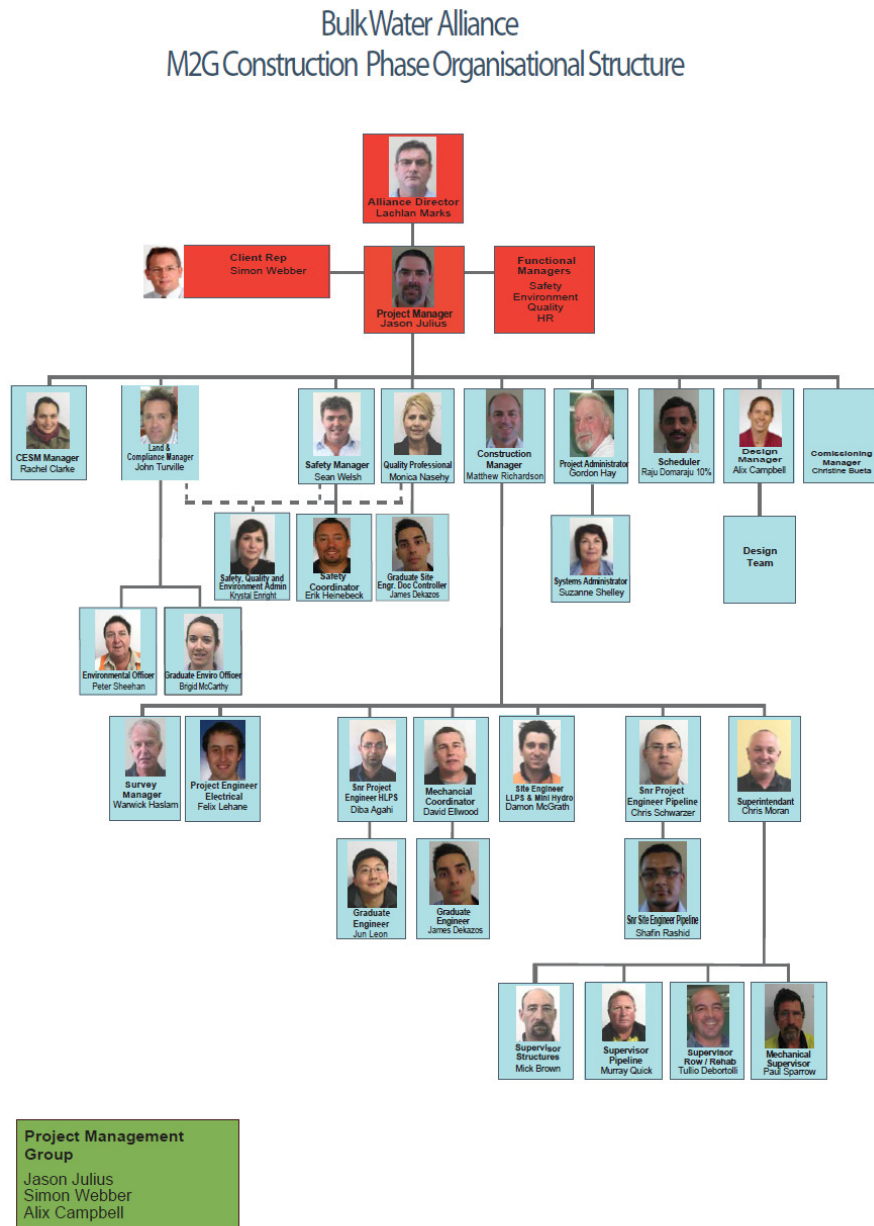 Bulk Water Alliance
M2G Construction Phase Organisational Structure
Alliance Director
Lachlan Marks
Client Rep
Simon Webber
Project Manager
Jason Julius
Functional
Managers
Safety
Environment
Quality
HR
CESM Manager
Rachel Clarke
Land &
Compliance Manager
John Turville
Safety Manager
Sean Welsh
Quality Professional
Monica Nasehy
Construction
Manager
Matthew Richardson
Project Administrator
Gordon Hay
Scheduler
Raju Domaraju 10%
Design
Manager
Alix Campbell
Comissioning
Manager
Christine Bueta
Safety, Quality and
Environment Admin
Krystal Enright
Safety
Coordinator
Erik Heinebeck
Graduate Site
Engr. Doc Controller
James Dekazos
Systems Administrator
Suzanne Shelley
Design
Team
Environmental Officer
Peter Sheehan
Graduate Enviro Officer
Brigid McCarthy
Survey
Manager
Warwick Haslam
Project Engineer
Electrical
Felix Lehane
Snr Project
Engineer HLPS
Diba Agahi
Mechancial
Coordinator
David Ellwood
Site Engineer
LLPS & Mini Hydro
Damon McGrath
Snr Project
Engineer Pipeline
Chris Schwarzer
Superintendant
Chris Moran
Graduate
Engineer
Jun Leon
Graduate
Engineer
James Dekazos
Snr Site Engineer Pipeline
Shafin Rashid
Supervisor
Structures
Mick Brown
Supervisor
Pipeline
Murray Quick
Supervisor
Row / Rehab
Tullio Debortolli
Mechanical
Supervisor
Paul Sparrow
Project Management
Group
Jason Julius
Simon Webber
Alix Campbell